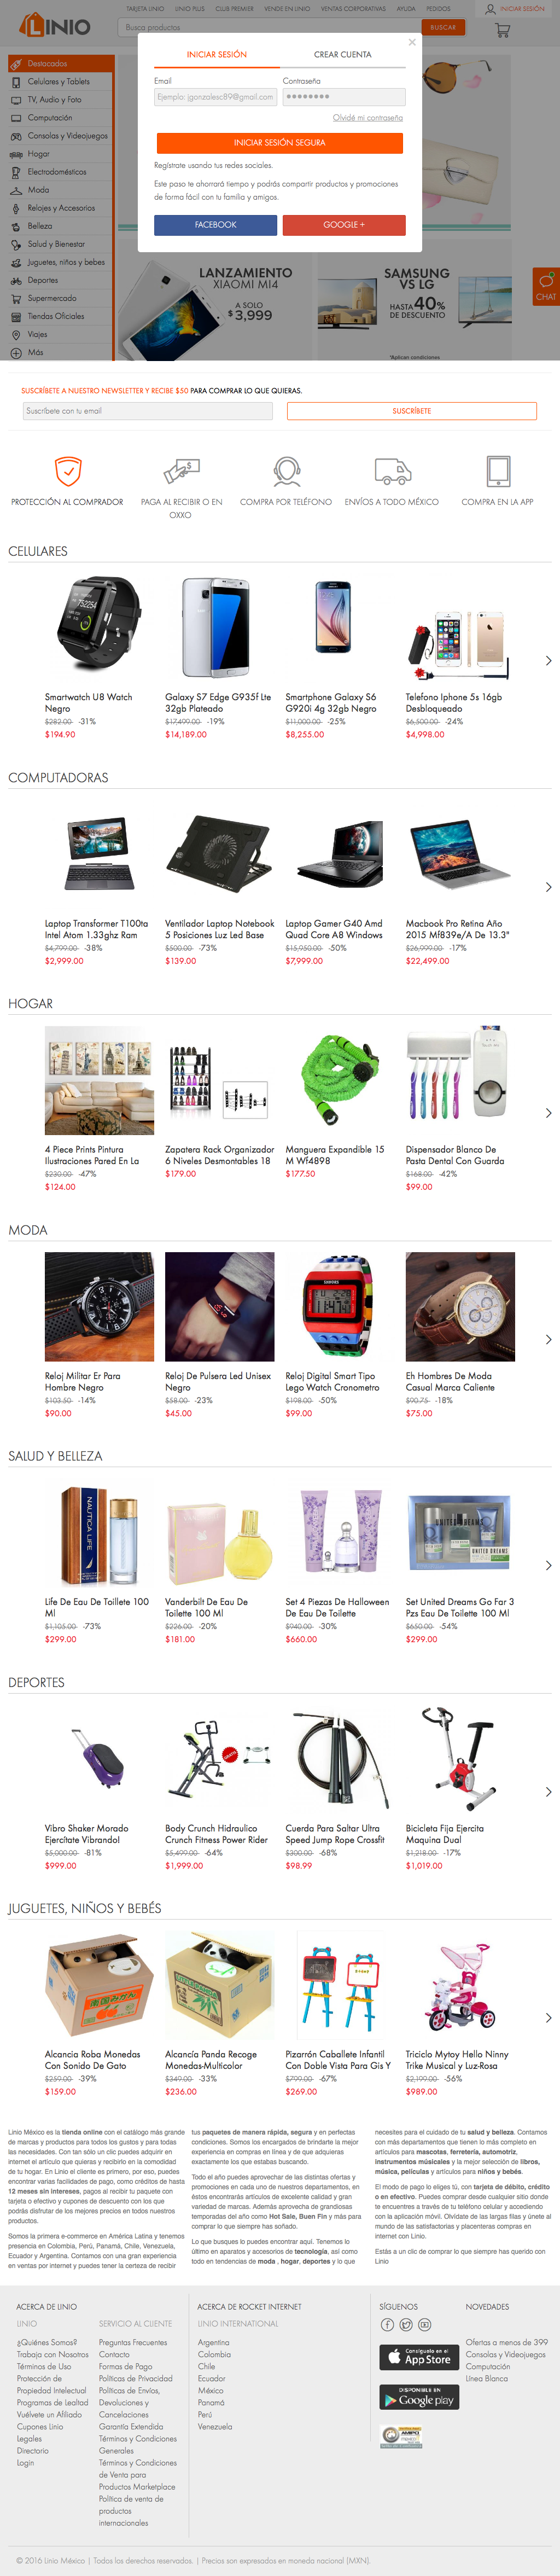 TARJETA LINIO LINIO PLUS CLUB PREMIER VENDE EN LINIO VENTAS CORPORATIVAS AYUDA PEDIDOS INICIAR SESIÓN
LINIO
Busca productos
BUSCAR
INICIAR SESIÓN
CREAR CUENTA
Email
Contraseña
Ejemplo: jgonzalesc89@gmail.com
Olvidé mi contraseña
INICIAR SESIÓN SEGURA
Regístrate usando tus redes sociales.
Este paso te ahorrará tiempo y podrás compartir productos y promociones
de forma fácil con tu familia y amigos.
FACEBOOK
GOOGLE +
Destacados
Celulares y Tablets
TV, Audio y Foto
Computación
Consolas y Videojuegos
Hogar
Electrodomésticos
Moda
Relojes y Accesorios
Belleza
Salud y Bienestar
Juguetes, niños y bebes
Deportes
Supermercado
Tiendas Oficiales
Viajes
Más
LANZAMIENTO
XIAOMI MI4
A SOLO
$3,999
SAMSUNG
VS LG
HASTA 40%
DE DESCUENTO
*Aplican condiciones
CHAT
SUSCRÍBETE A NUESTRO NEWSLETTER Y RECIBE $50 PARA COMPRAR LO QUE QUIERAS.
Suscríbete con tu email
SUSCRÍBETE
PROTECCIÓN AL COMPRADOR
PAGA AL RECIBIR O EN
OXXO
COMPRA POR TELÉFONO
ENVÍOS A TODO MÉXICO
COMPRA EN LA APP
CELULARES
Smartwatch U8 Watch
Negro
$282.00 -31%
$194.90
Galaxy S7 Edge G935f Lte
32gb Plateado
$17,499.00 -19%
$14,189.00
Smartphone Galaxy S6
G920i 4g 32gb Negro
$11,000.00 -25%
$8,255.00
Telefono Iphone 5s 16gb
Desbloqueado
$6,500.00 -24%
$4,998.00
COMPUTADORAS
Laptop Transformer T100ta
Intel Atom 1.33ghz Ram
$4,799.00 -38%
$2,999.00
Ventilador Laptop Notebook
5 Posiciones Luz Led Base
$500.00 -73%
$139.00
Laptop Gamer G40 Amd
Quad Core A8 Windows
$15,950.00 -50%
$7,999.00
Macbook Pro Retina Año
2015 Mf839e/A De 13.3"
$26,999.00 -17%
$22,499.00
HOGAR
4 Piece Prints Pintura
Ilustraciones Pared En La
$230.00 -47%
$124.00
Zapatera Rack Organizador
6 Niveles Desmontables 18
$179.00
Manguera Expandible 15
M Wf4898
$177.50
Dispensador Blanco De
Pasta Dental Con Guarda
$168.00 -42%
$99.00
MODA
Reloj Militar Er Para
Hombre Negro
$103.50 -14%
$90.00
Reloj De Pulsera Led Unisex
Negro
$58.00 -23%
$45.00
Reloj Digital Smart Tipo
Lego Watch Cronometro
$198.00 -50%
$99.00
Eh Hombres De Moda
Casual Marca Caliente
$90.75 -18%
$75.00
SALUD Y BELLEZA
NAUTICA LIFE
UNITED DREAMS
Life De Eau De Toillete 100
Ml
$1,105.00 -73%
$299.00
Vanderbilt De Eau De
Toilette 100 Ml
$226.00 -20%
$181.00
Set 4 Piezas De Halloween
De Eau De Toilette
$940.00 -30%
$660.00
Set United Dreams Go Far 3
Pzs Eau De Toilette 100 Ml
$650.00 -54%
$299.00
DEPORTES
Vibro Shaker Morado
Ejercítate Vibrando!
$5,000.00 -81%
$999.00
Body Crunch Hidraulico
Crunch Fitness Power Rider
$5,499.00 -64%
$1,999.00
Cuerda Para Saltar Ultra
Speed Jump Rope Crossfit
$300.00 -68%
$98.99
Bicicleta Fija Ejercita
Maquina Dual
$1,218.00 -17%
$1,019.00
JUGUETES, NIÑOS Y BEBÉS
Alcancia Roba Monedas
Con Sonido De Gato
$259.00 -39%
$159.00
Alcancía Panda Recoge
Monedas-Multicolor
$349.00 -33%
$236.00
Pizarrón Caballete Infantil
Con Doble Vista Para Gis Y
$799.00 -67%
$269.00
Triciclo Mytoy Hello Ninny
Trike Musical y Luz-Rosa
$2,199.00 -56%
$989.00
Linio México es la tienda online con el catálogo más grande
de marcas y productos para todos los gustos y para todas
las necesidades. Con tan sólo un clic puedes adquirir en
internet el artículo que quieras y recibirlo en la comodidad
de tu hogar. En Linio el cliente es primero, por eso, puedes
encontrar varias facilidades de pago, como créditos de hasta
12 meses sin intereses, pagos al recibir tu paquete con
tarjeta o efectivo y cupones de descuento con los que
podrás disfrutar de los mejores precios en todos nuestros
productos.
Somos la primera e-commerce en América Latina y tenemos
presencia en Colombia, Perú, Panamá, Chile, Venezuela,
Ecuador y Argentina. Contamos con una gran experiencia
en ventas por internet y puedes tener la certeza de recibir
tus paquetes de manera rápida, segura y en perfectas
condiciones. Somos los encargados de brindarte la mejor
experiencia en compras en línea y de que adquieras
exactamente los que estabas buscando.
Todo el año puedes aprovechar de las distintas ofertas y
promociones en cada uno de nuestros departamentos, en
éstos encontrarás artículos de excelente calidad y gran
variedad de marcas. Además aprovecha de grandiosas
temporadas del año como Hot Sale, Buen Fin y más para
comprar lo que siempre has soñado.
Lo que busques lo puedes encontrar aquí. Tenemos lo
último en aparatos y accesorios de tecnología, así como
todo en tendencias de moda , hogar, deportes y lo que
necesites para el cuidado de tu salud y belleza. Contamos
con más departamentos que tienen lo más completo en
artículos para mascotas, ferretería, automotriz,
instrumentos músicales y la mejor selección de libros,
música, películas y artículos para niños y bebés.
El modo de pago lo eliges tú, con tarjeta de débito, crédito
o en efectivo. Puedes comprar desde cualquier sitio donde
te encuentres a través de tu teléfono celular y accediendo
con la aplicación móvil. Olvídate de las largas filas y únete al
mundo de las satisfactorias y placenteras compras en
internet con Linio.
Estás a un clic de comprar lo que siempre has querido con
Linio
ACERCA DE LINIO
LINIO
¿Quiénes Somos?
Trabaja con Nosotros
Términos de Uso
Protección de
Propiedad Intelectual
Programas de Lealtad
Vuélvete un Afiliado
Cupones Linio
Legales
Directorio
Login
SERVICIO AL CLIENTE
Preguntas Frecuentes
Contacto
Formas de Pago
Políticas de Privacidad
Políticas de Envíos,
Devoluciones y
Cancelaciones
Garantía Extendida
Términos y Condiciones
Generales
Términos y Condiciones
de Venta para
Productos Marketplace
Política de venta de
productos
internacionales
ACERCA DE ROCKET INTERNET
LINIO INTERNATIONAL
Argentina
Colombia
Chile
Ecuador
México
Panamá
Perú
Venezuela
SÍGUENOS
Consíguelo en el
App Store
DISPONIBLE EN
Google play
NOVEDADES
Ofertas a menos de 399
Consolas y Videojuegos
Computación
Línea Blanca
© 2016 Linio México | Todos los derechos reservados. | Precios son expresados en moneda nacional (MXN).